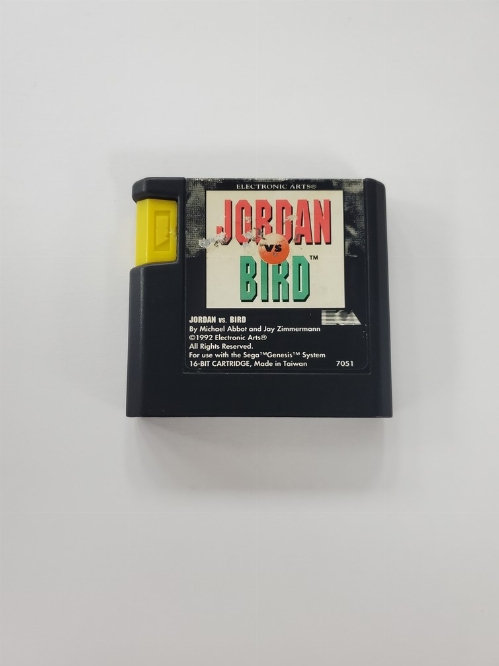 ELECTRONIC ARTS®
JORDAN
VS
BIRD™
EA
JORDAN vs. BIRD
By Michael Abbot and Jay Zimmermann
©1992 Electronic Arts®
All Rights Reserved.
For use with the Sega™Genesis™ System
16-BIT CARTRIDGE, Made in Taiwan 7051